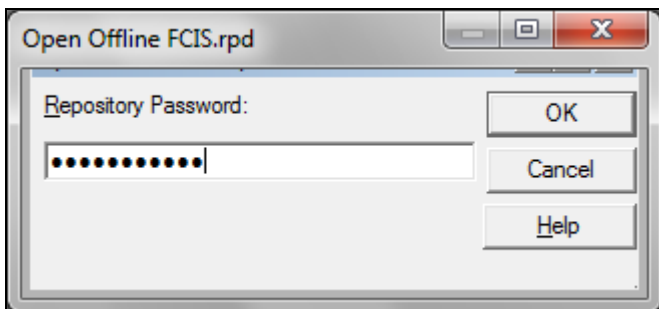 Open Offline FCIS.rpd
Repository Password:
OK
●●●●●●●●●●●
Cancel
Help